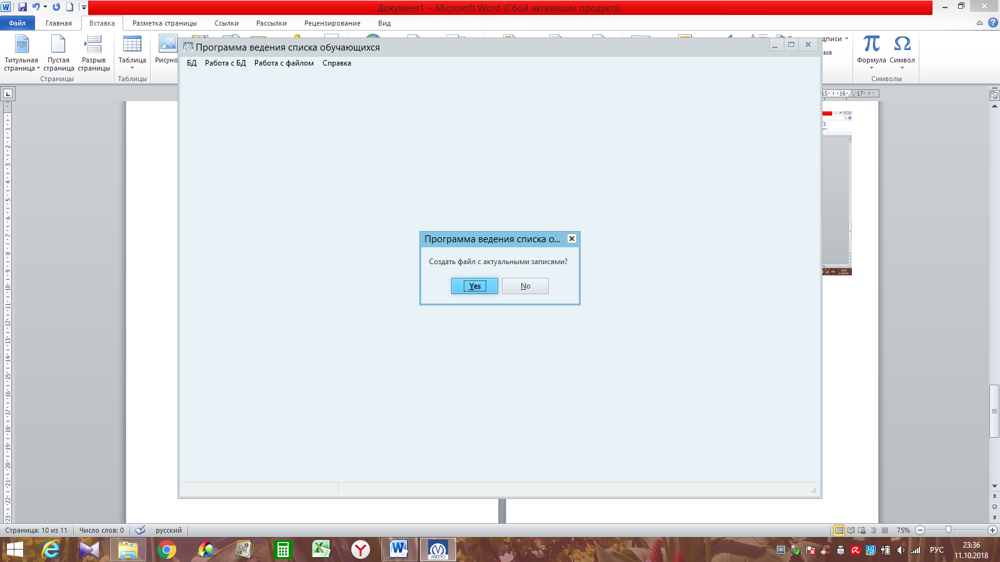 Документ1 - Microsoft Word (Сбой активации продукта)
Файл Главная Вставка Разметка страницы Ссылки Рассылки Рецензирование Вид
Титульная страница
Пустая страница
Разрыв страницы
Таблица
Формула
Символ
Страницы
Таблицы
Символы
Программа ведения списка обучающихся
БД Работа с БД Работа с файлом Справка
Программа ведения списка о...
Создать файл с актуальными записями?
Yes No
Страница: 10 из 11 Число слов: 0 русский
75%
МЕТРО
РУС
23:36
11.10.2018